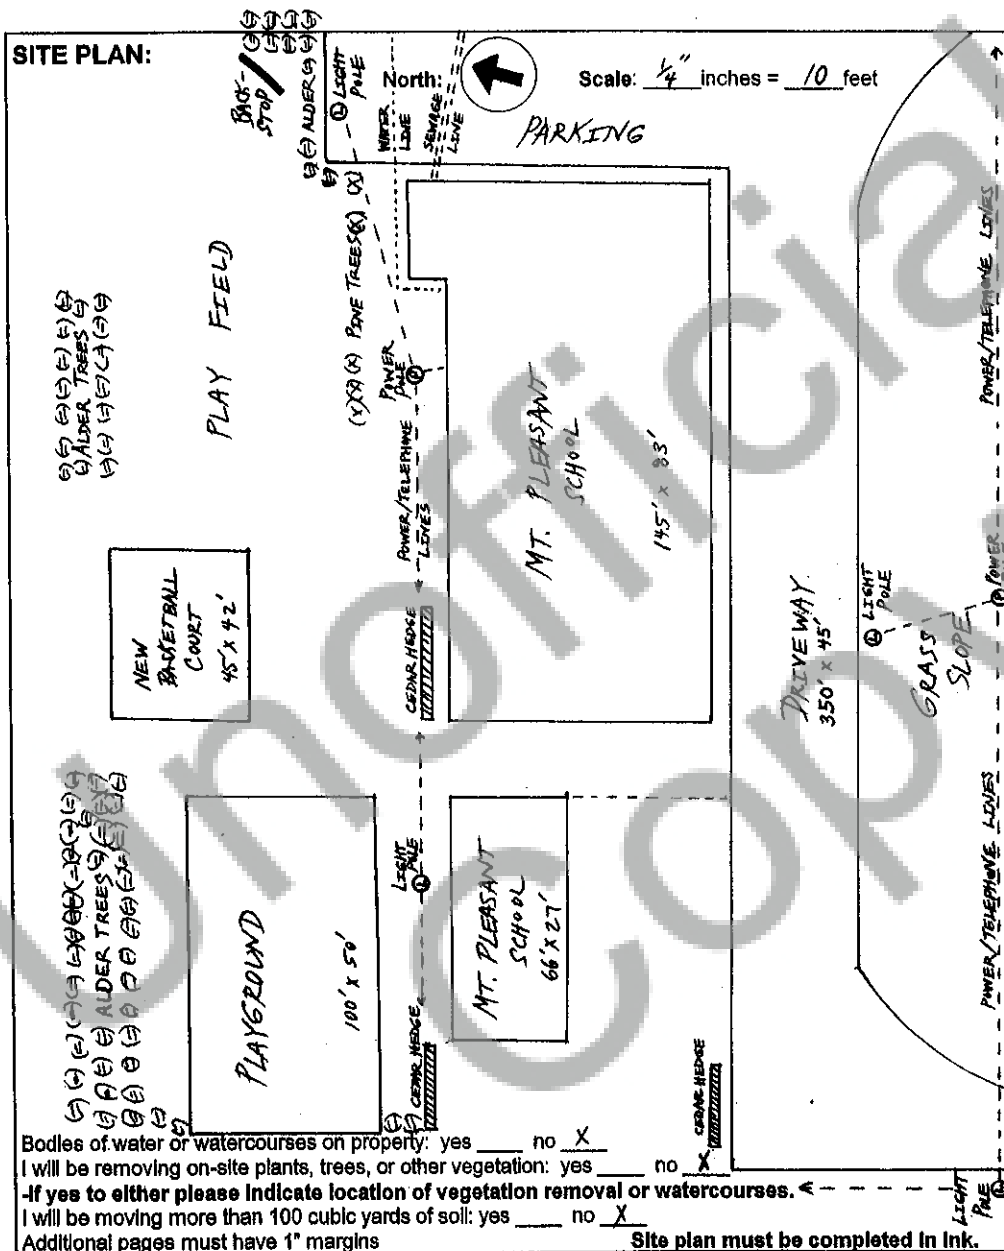 SITE PLAN:
BACK-
STOP
ALDER
LIGHT
POLE
North:
Scale: 1/4" inches = 10 feet
WATER
LINE
SEWAGE
LINE
PARKING
(X)(X)(X) PINE TREES(X) (X)
PLAY FIELD
ALDER TREES
POWER
POLE
POWER/TELEPHONE
LINES
MT. PLEASANT
SCHOOL
145' x 83'
POWER/TELEPHONE LINES
NEW
BASKETBALL
COURT
45' x 42'
CEDAR HEDGE
DRIVEWAY
350' x 45'
LIGHT
POLE
GRASS
SLOPE
POWER
ALDER TREES
PLAYGROUND
100' x 50'
LIGHT
POLE
CEDAR HEDGE
MT. PLEASANT
SCHOOL
66' x 27'
CEDAR HEDGE
POWER/TELEPHONE LINES
LIGHT
POLE
Bodies of water or watercourses on property: yes ____ no X
I will be removing on-site plants, trees, or other vegetation: yes ____ no X
-If yes to either please indicate location of vegetation removal or watercourses.
I will be moving more than 100 cubic yards of soil: yes ____ no X
Additional pages must have 1" margins
Site plan must be completed in ink.
Unofficial
Copy